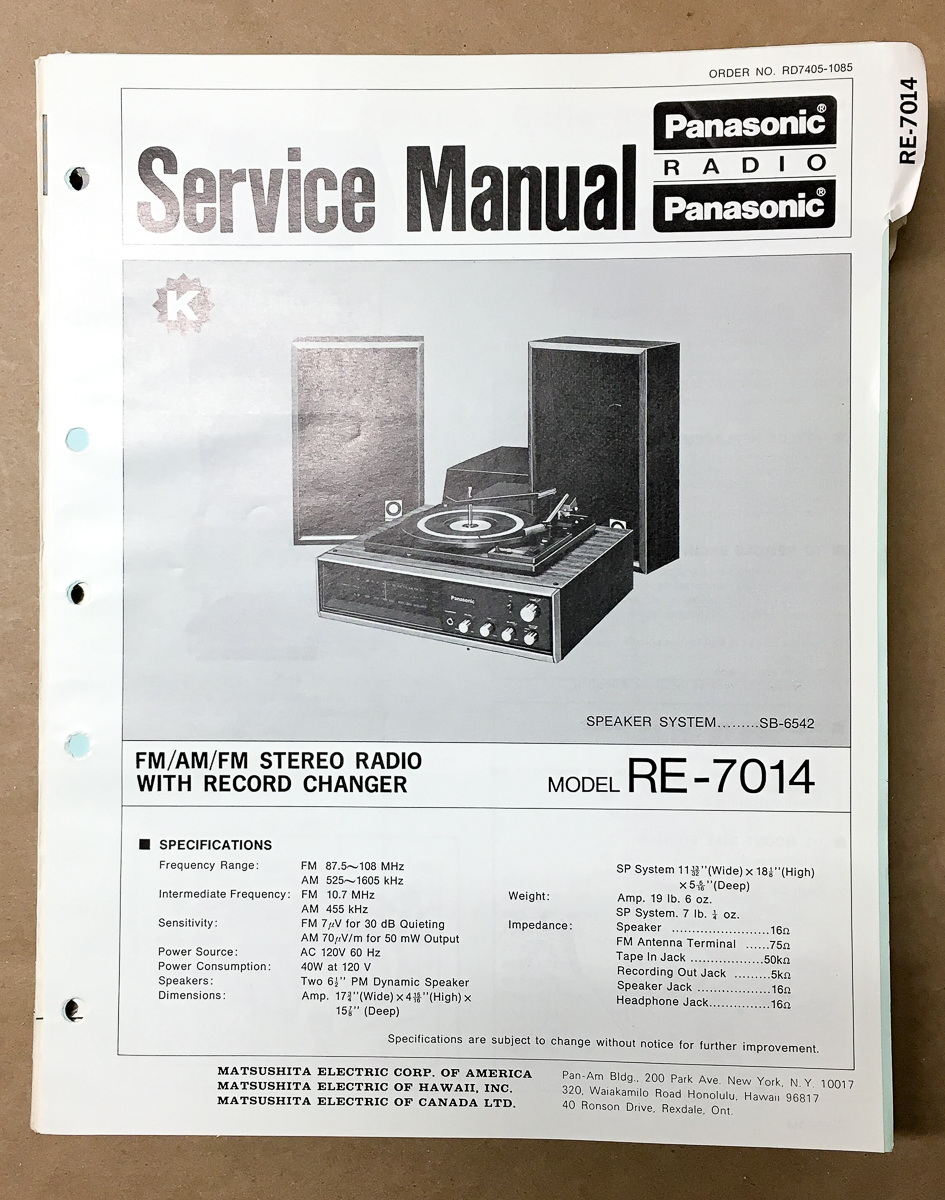 ORDER NO. RD7405-1085
RE-7014
Service Manual
Panasonic®
RADIO
Panasonic®
K
Panasonic
SPEAKER SYSTEM.........SB-6542
FM/AM/FM STEREO RADIO
WITH RECORD CHANGER
MODEL RE-7014
■ SPECIFICATIONS
Frequency Range: FM 87.5~108 MHz
AM 525~1605 kHz
Intermediate Frequency: FM 10.7 MHz
AM 455 kHz
Sensitivity: FM 7μV for 30 dB Quieting
AM 70μV/m for 50 mW Output
Power Source: AC 120V 60 Hz
Power Consumption: 40W at 120 V
Speakers: Two 6½" PM Dynamic Speaker
Dimensions: Amp. 17¾"(Wide)×4 15/16"(High)×
15⅞" (Deep)
SP System 11 13/32"(Wide)×18½"(High)
×5 5/16"(Deep)
Weight: Amp. 19 lb. 6 oz.
SP System. 7 lb. ¼ oz.
Impedance: Speaker ......................16Ω
FM Antenna Terminal ......75Ω
Tape In Jack .................50kΩ
Recording Out Jack ........5kΩ
Speaker Jack .................16Ω
Headphone Jack..............16Ω
Specifications are subject to change without notice for further improvement.
MATSUSHITA ELECTRIC CORP. OF AMERICA Pan-Am Bldg., 200 Park Ave. New York, N.Y. 10017
MATSUSHITA ELECTRIC OF HAWAII, INC. 320, Waiakamilo Road Honolulu, Hawaii 96817
MATSUSHITA ELECTRIC OF CANADA LTD. 40 Ronson Drive, Rexdale, Ont.